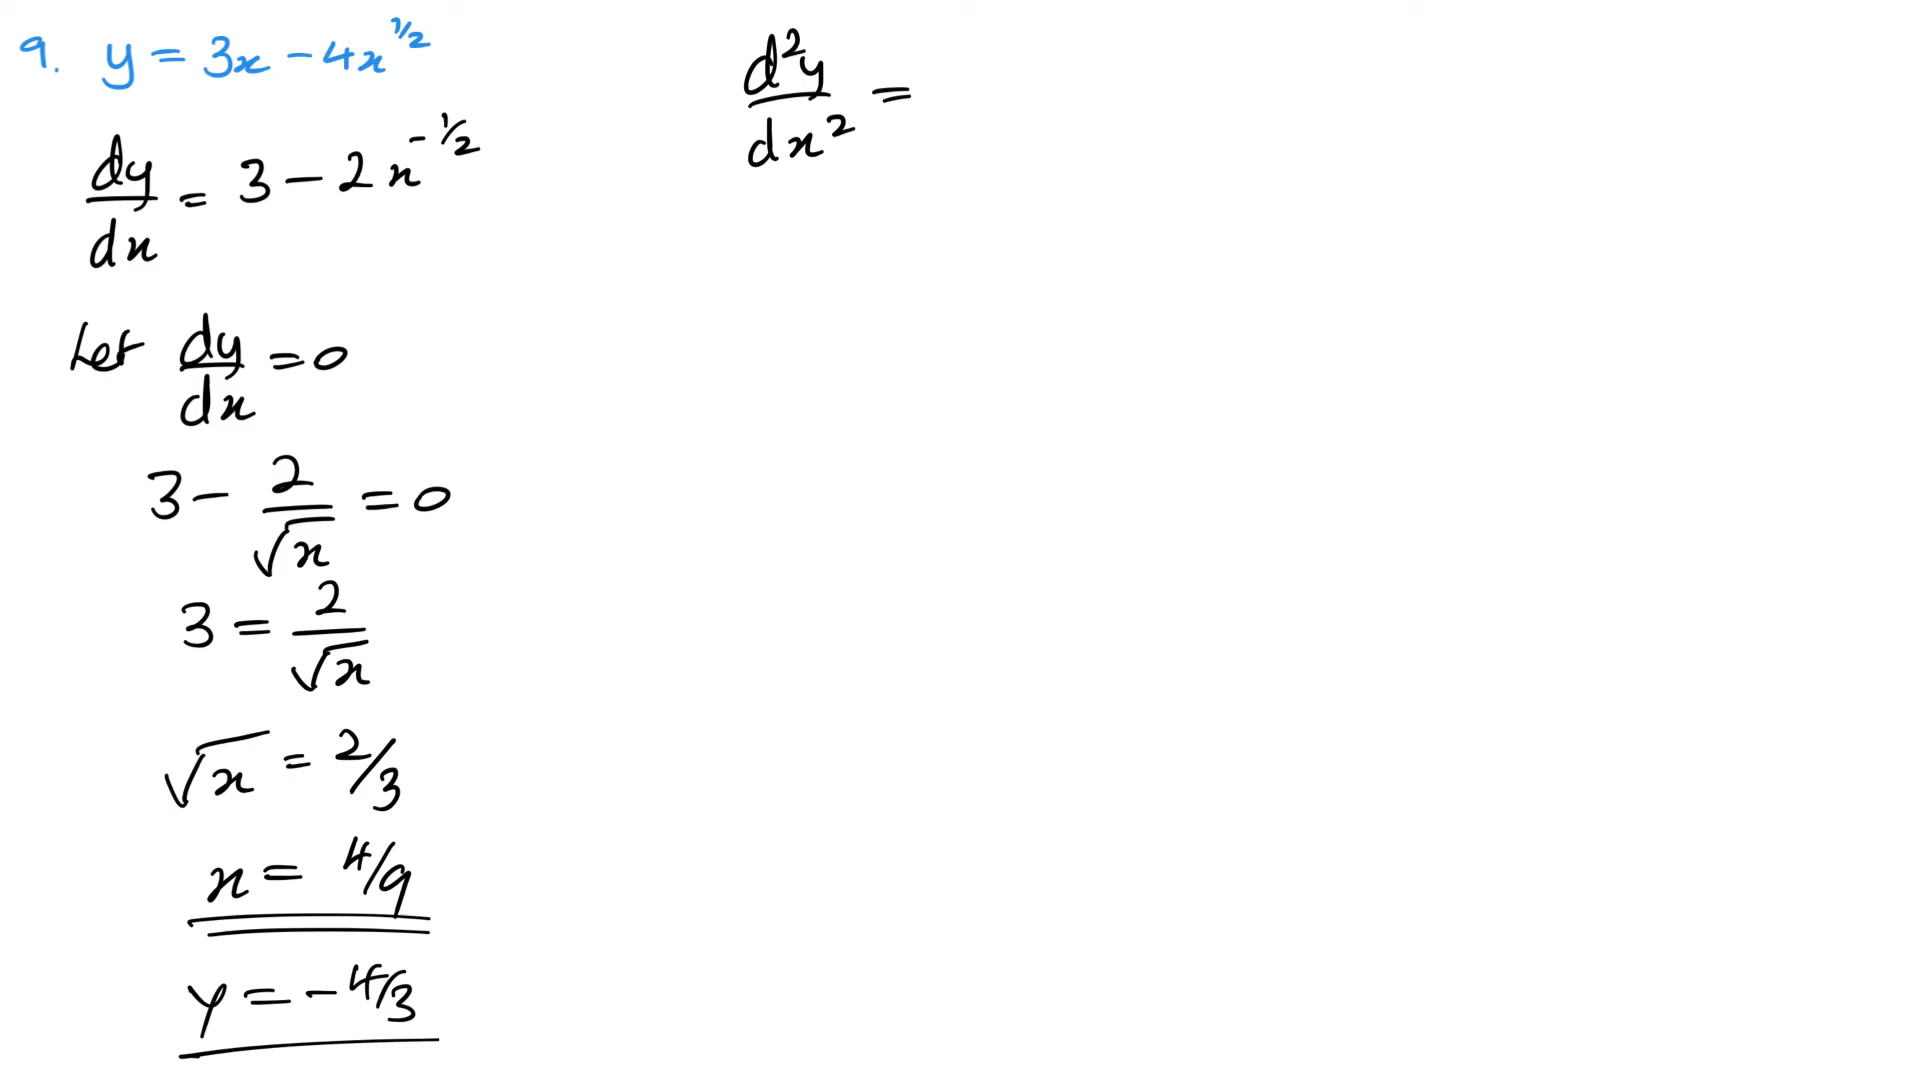 9. y = 3x - 4x^1/2
dy/dx = 3 - 2x^-1/2
Let dy/dx = 0
3 - 2/√x = 0
3 = 2/√x
√x = 2/3
x = 4/9
y = -4/3
d²y/dx² =